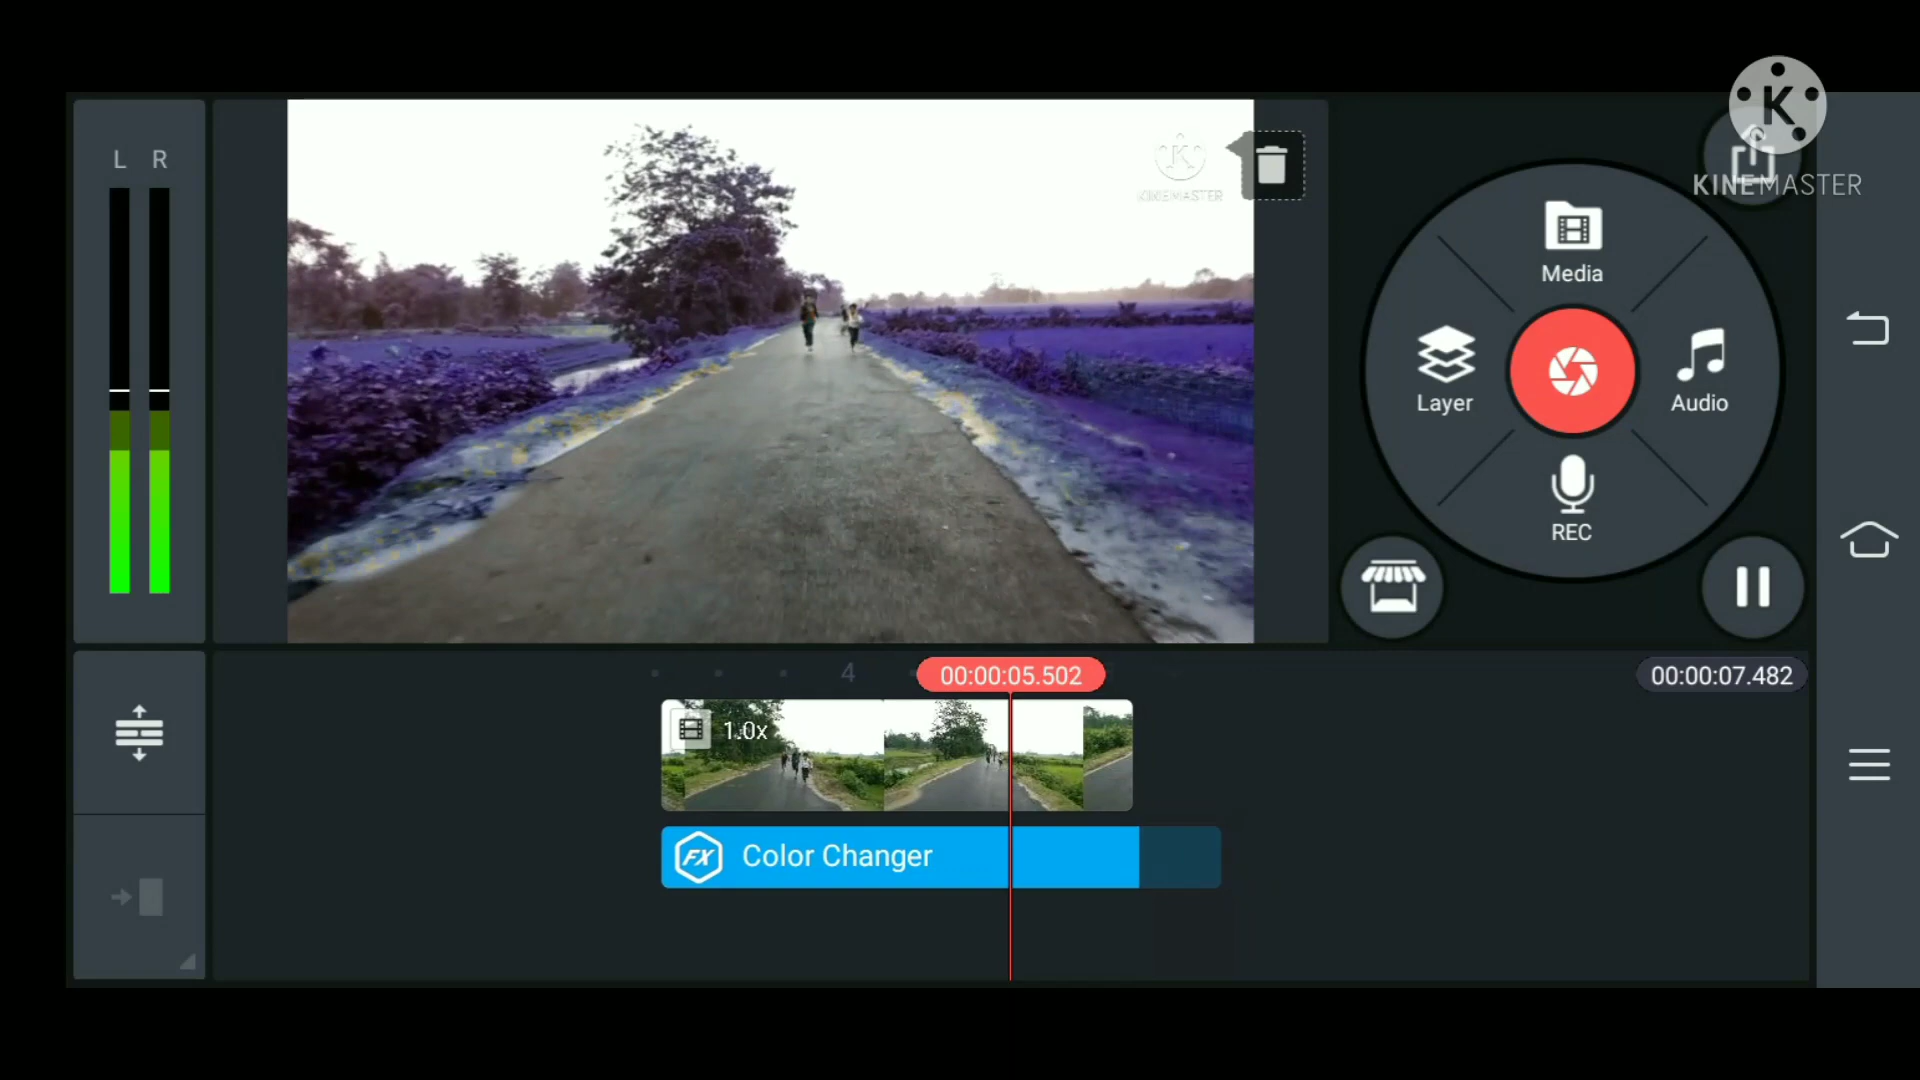 L R
KINEMASTER
K
KINEMASTER
K
Media
Layer
Audio
REC
4
00:00:05.502
00:00:07.482
1.0x
FX
Color Changer